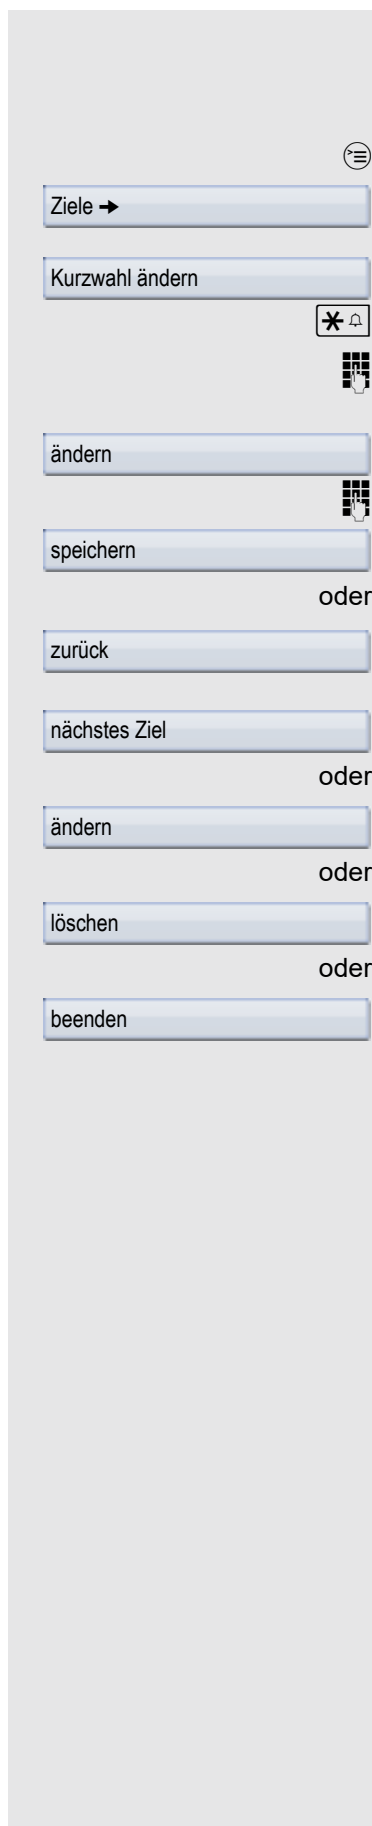 Ziele →
Kurzwahl ändern
ändern
speichern
oder
zurück
nächstes Ziel
oder
ändern
oder
löschen
oder
beenden